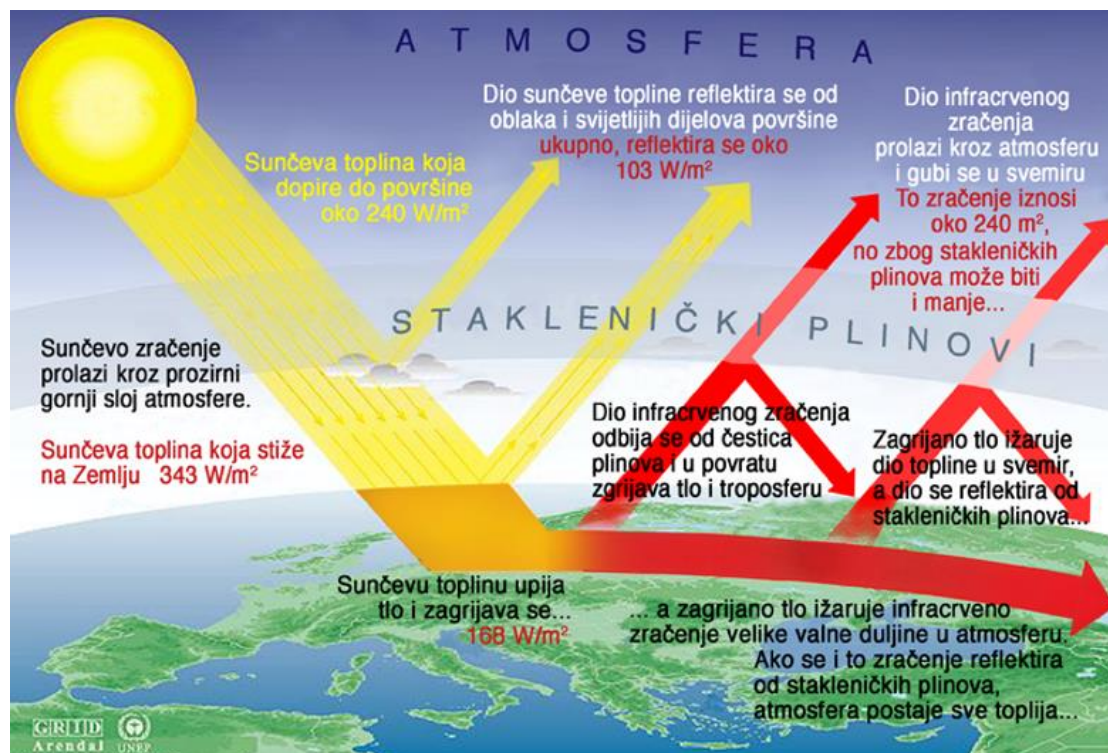 ATMOSFERA
Sunčeva toplina koja
dopire do površine
oko 240 W/m²
Dio sunčeve topline reflektira se od
oblaka i svijetlijih dijelova površine
ukupno, reflektira se oko
103 W/m²
Dio infracrvenog
zračenja
prolazi kroz atmosferu
i gubi se u svemiru
To zračenje iznosi
oko 240 m²,
no zbog stakleničkih
plinova može biti
i manje...
STAKLENIČKI PLINOVI
Sunčevo zračenje
prolazi kroz prozirni
gornji sloj atmosfere.
Sunčeva toplina koja stiže
na Zemlju 343 W/m²
Dio infracrvenog zračenja
odbija se od čestica
plinova i u povratu
zgrijava tlo i troposferu
Zagrijano tlo ižaruje
dio topline u svemir,
a dio se reflektira od
stakleničkih plinova...
Sunčevu toplinu upija
tlo i zagrijava se...
168 W/m²
... a zagrijano tlo ižaruje infracrveno
zračenje velike valne duljine u atmosferu.
Ako se i to zračenje reflektira
od stakleničkih plinova,
atmosfera postaje sve toplija...
GRID
Arendal
UNEP